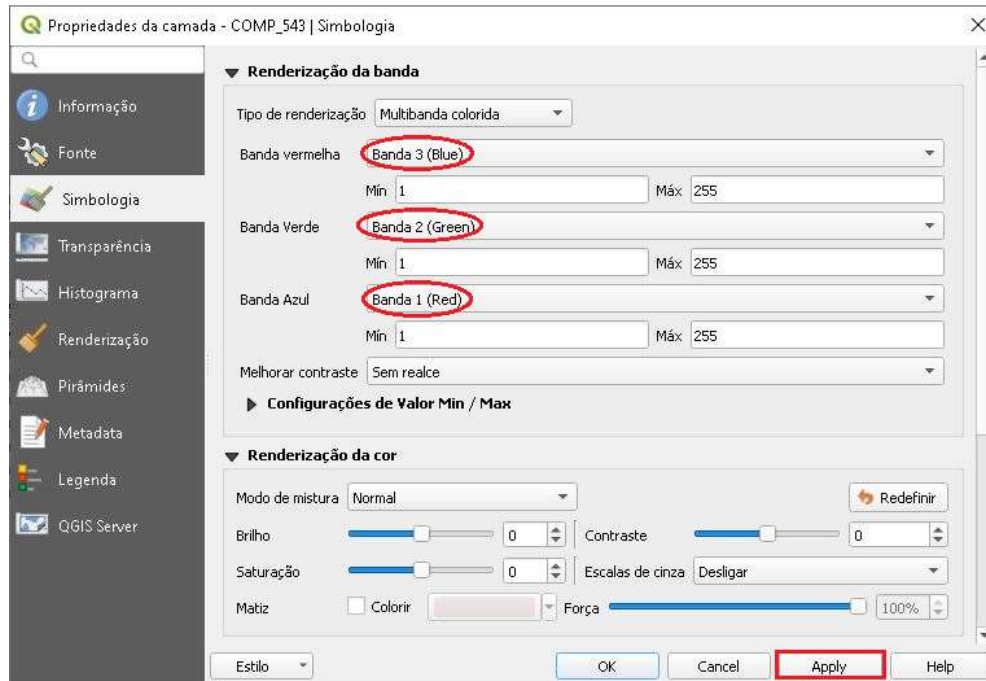 Propriedades da camada - COMP_543 | Simbologia
Informação
Fonte
Simbologia
Transparência
Histograma
Renderização
Pirâmides
Metadata
Legenda
QGIS Server
Renderização da banda
Tipo de renderização Multibanda colorida
Banda vermelha Banda 3 (Blue)
Mín 1 Máx 255
Banda Verde Banda 2 (Green)
Mín 1 Máx 255
Banda Azul Banda 1 (Red)
Mín 1 Máx 255
Melhorar contraste Sem realce
Configurações de Valor Min / Max
Renderização da cor
Modo de mistura Normal Redefinir
Brilho 0 Contraste 0
Saturação 0 Escalas de cinza Desligar
Matiz Colorir Força 100%
Estilo OK Cancel Apply Help